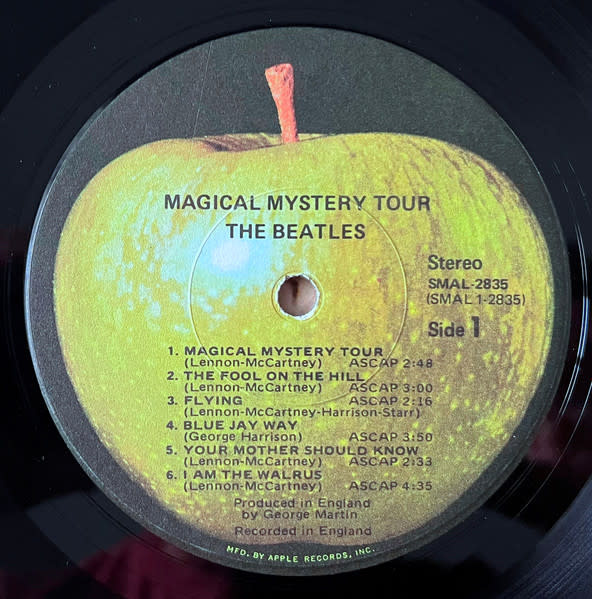 MAGICAL MYSTERY TOUR
THE BEATLES
Stereo
SMAL-2835
(SMAL 1-2835)
Side 1
1. MAGICAL MYSTERY TOUR
(Lennon-McCartney) ASCAP 2:48
2. THE FOOL ON THE HILL
(Lennon-McCartney) ASCAP 3:00
3. FLYING ASCAP 2:16
(Lennon-McCartney-Harrison-Starr)
4. BLUE JAY WAY
(George Harrison) ASCAP 3:50
5. YOUR MOTHER SHOULD KNOW
(Lennon-McCartney) ASCAP 2:33
6. I AM THE WALRUS
(Lennon-McCartney) ASCAP 4:35
Produced in England
by George Martin
Recorded in England
MFD. BY APPLE RECORDS, INC.